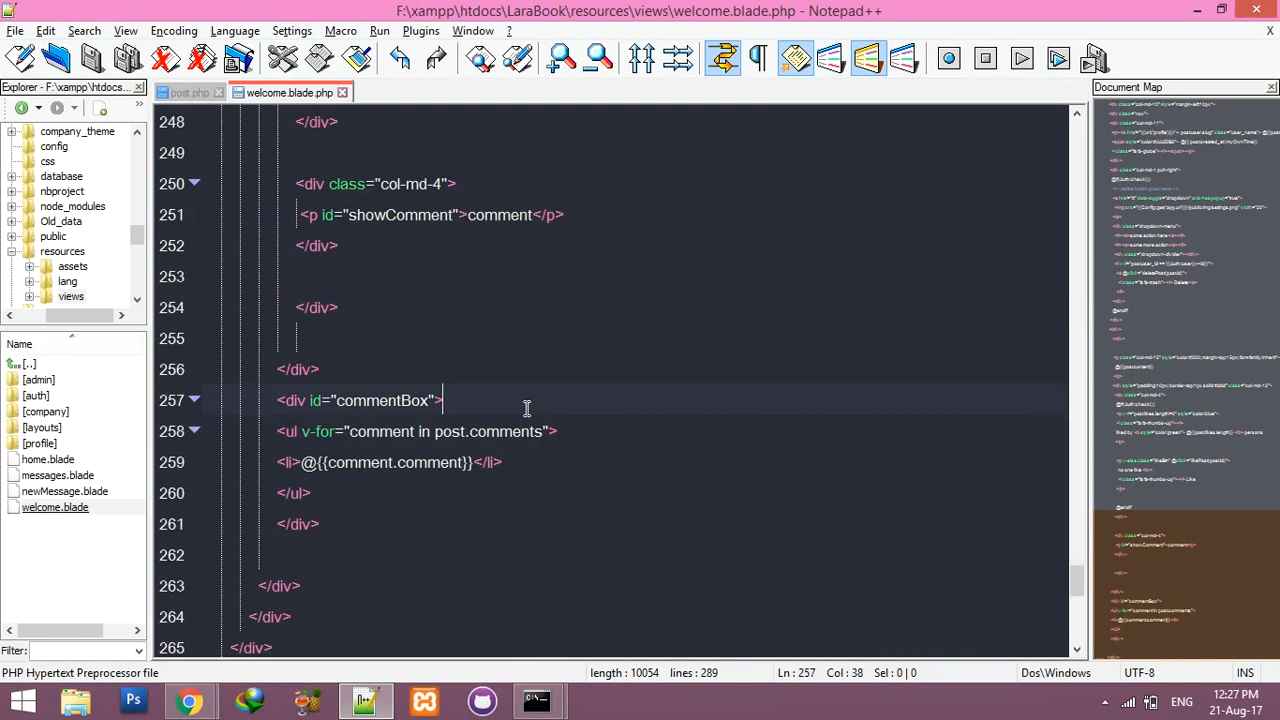 F:\xampp\htdocs\LaraBook\resources\views\welcome.blade.php - Notepad++
File Edit Search View Encoding Language Settings Macro Run Plugins Window ?
X
Explorer - F:\xampp\htdocs...
post.php
welcome.blade.php
Document Map
company_theme
config
css
database
nbproject
node_modules
Old_data
public
resources
assets
lang
views
Name
[..]
[admin]
[auth]
[company]
[layouts]
[profile]
home.blade
messages.blade
newMessage.blade
welcome.blade
Filter:
248 </div>
249
250 <div class="col-md-4">
251 <p id="showComment">comment</p>
252 </div>
253
254 </div>
255
256 </div>
257 <div id="commentBox">
258 <ul v-for="comment in post.comments">
259 <li>@{{comment.comment}}</li>
260 </ul>
261 </div>
262
263 </div>
264 </div>
265 </div>
PHP Hypertext Preprocessor file
length : 10054 lines : 289
Ln : 257 Col : 38 Sel : 0 | 0
Dos\Windows
UTF-8
INS
Ps
ENG
12:27 PM
21-Aug-17